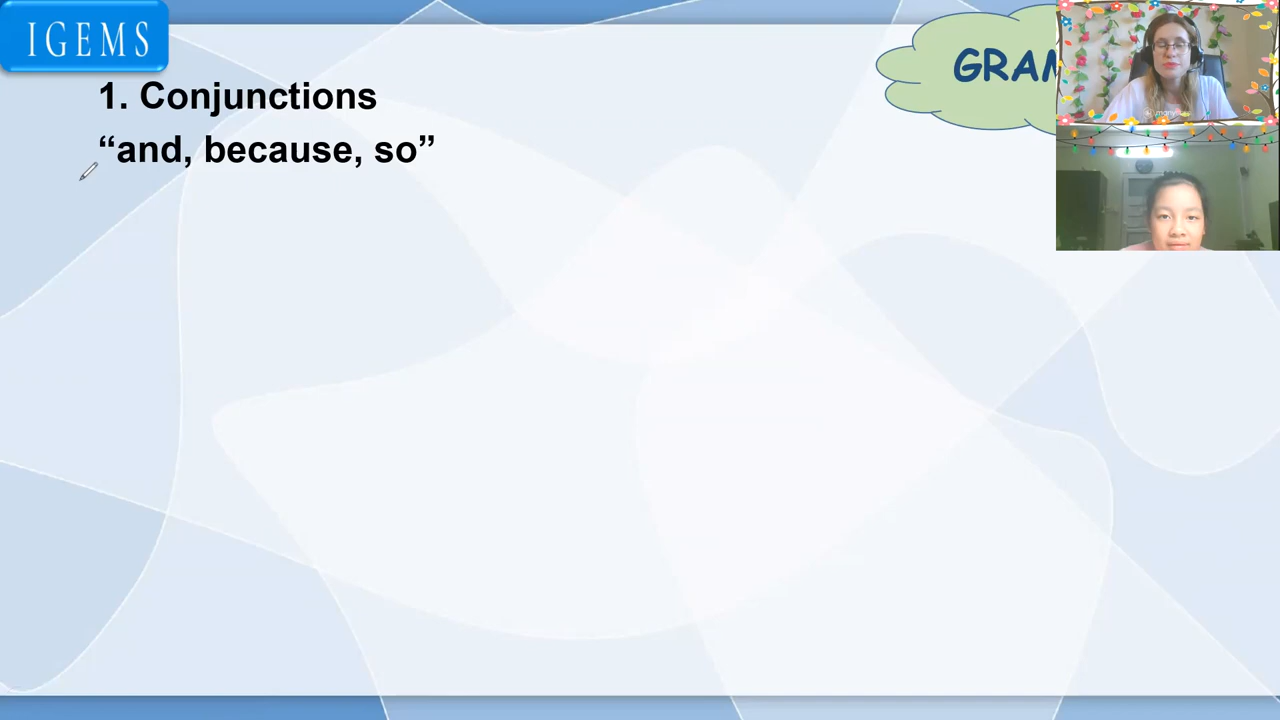 IGEMS
1. Conjunctions
“and, because, so”